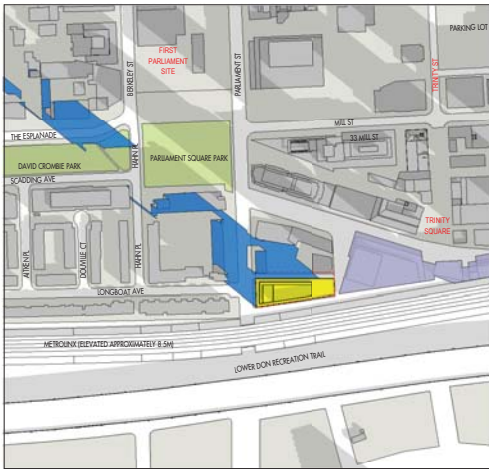 PARKING LOT
BERKELEY ST
FIRST
PARLIAMENT
SITE
PARLIAMENT ST
TRINITY ST
MILL ST
THE ESPLANADE
33 MILL ST
HAHN PL
PARLIAMENT SQUARE PARK
DAVID CROMBIE PARK
SCADDING AVE
TRINITY
SQUARE
AITKEN PL
DOUVILLE CT
HAHN PL
LONGBOAT AVE
METROLINX (ELEVATED APPROXIMATELY 8.5M)
LOWER DON RECREATION TRAIL